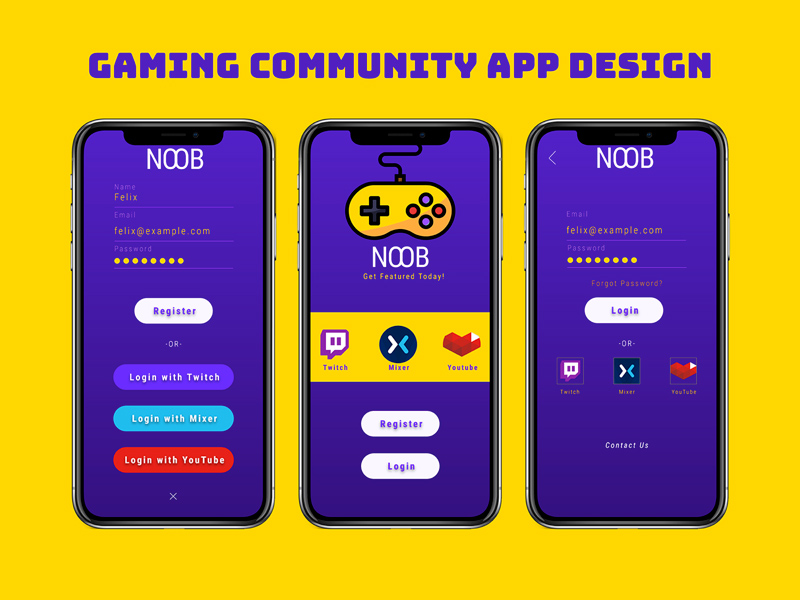 GAMING COMMUNITY APP DESIGN
NOOB
Name
Felix
Email
felix@example.com
Password
Register
-OR-
Login with Twitch
Login with Mixer
Login with YouTube
NOOB
Get Featured Today!
Twitch
Mixer
Youtube
Register
Login
NOOB
Email
felix@example.com
Password
Forgot Password?
Login
-OR-
Twitch
Mixer
YouTube
Contact Us